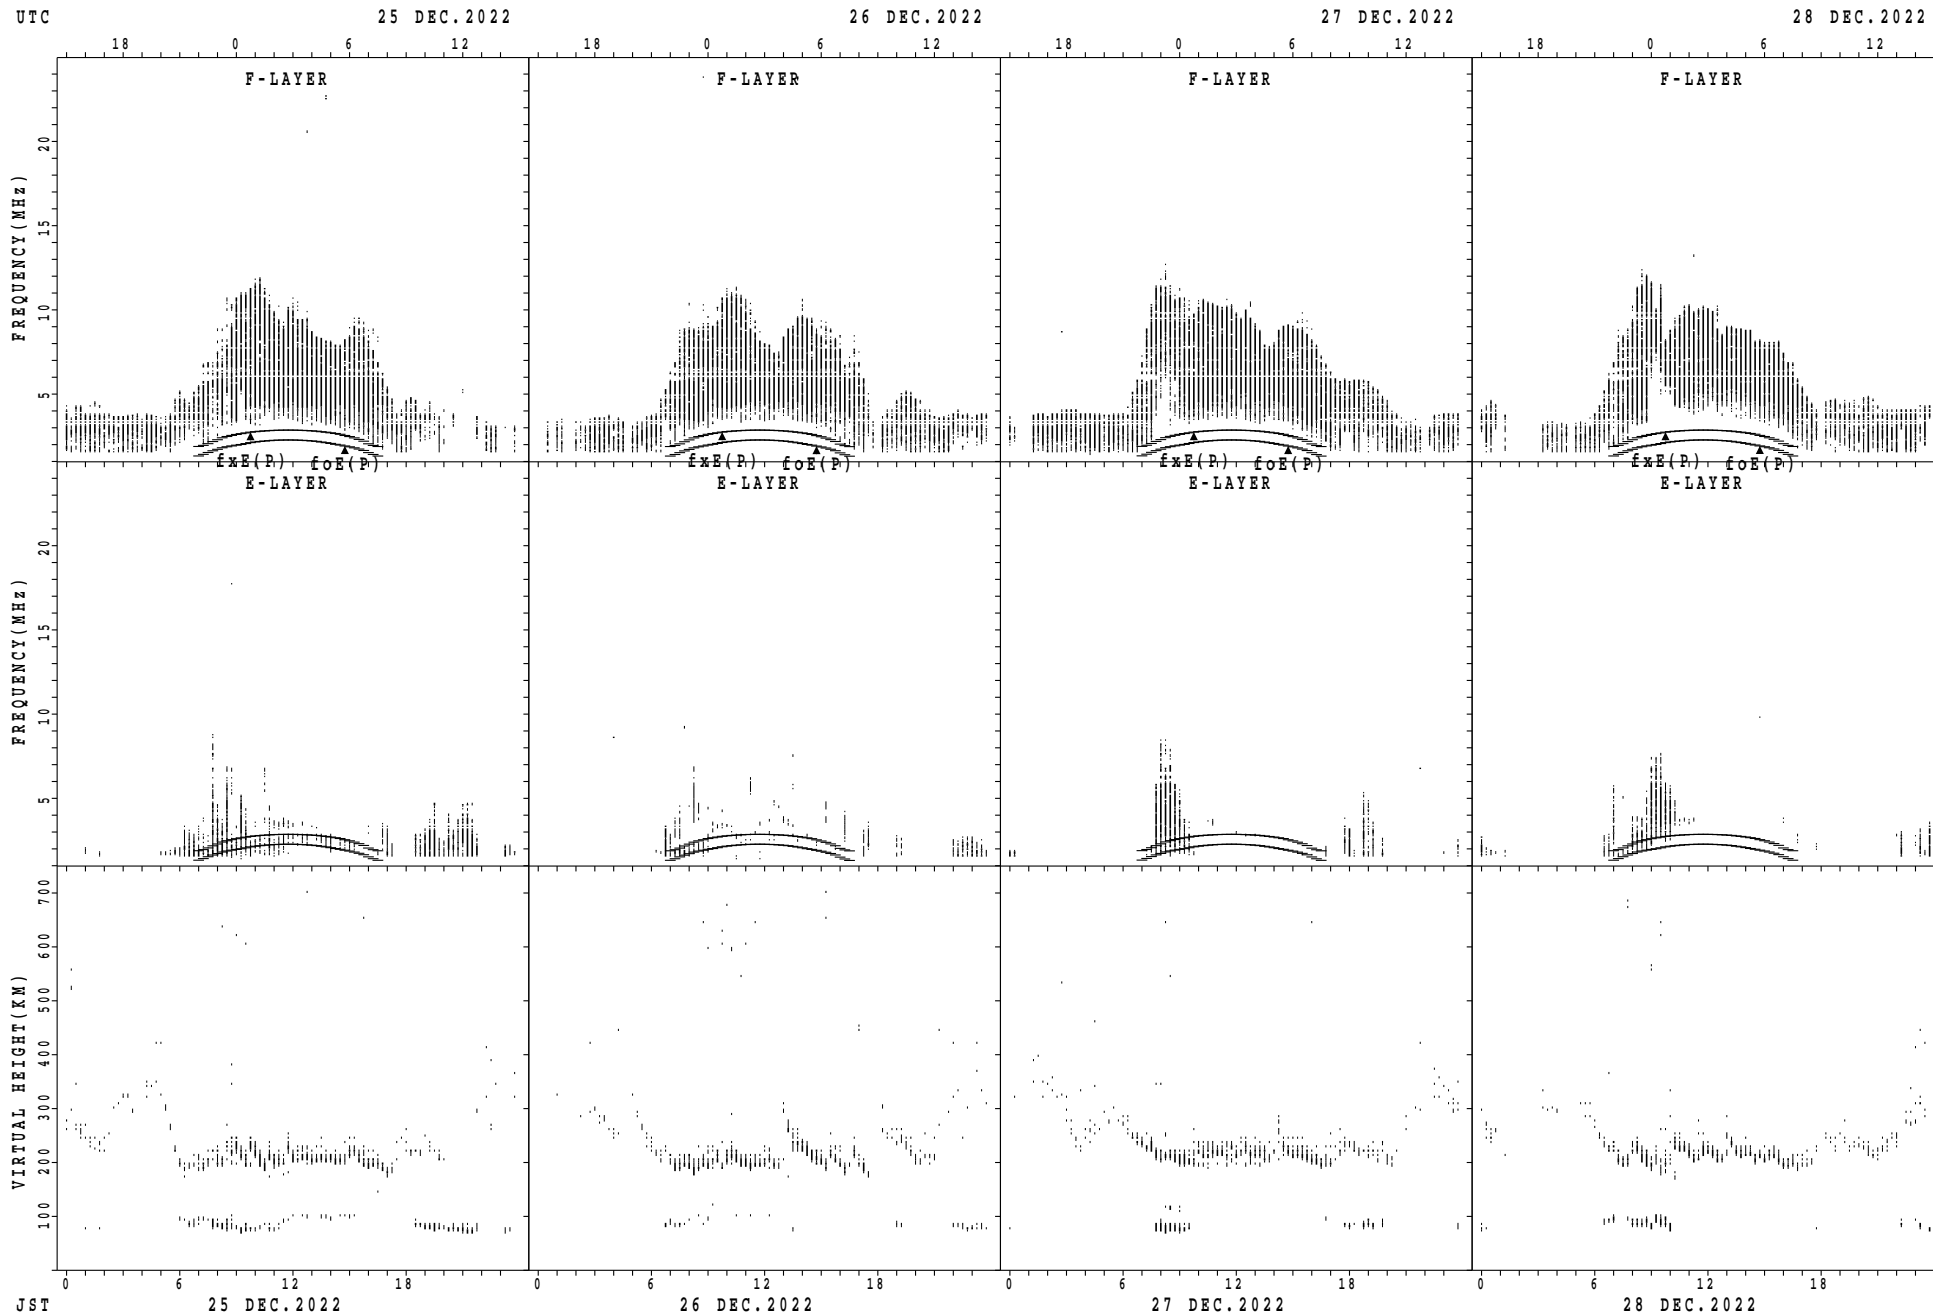 UTC 25 DEC.2022 26 DEC.2022 27 DEC.2022 28 DEC.2022
18 0 6 12 18 0 6 12 18 0 6 12 18 0 6 12
F-LAYER F-LAYER F-LAYER F-LAYER
FREQUENCY(MHz)
20
15
10
5
fxE(P) foE(P) fxE(P) foE(P) fxE(P) foE(P) fxE(P) foE(P)
E-LAYER E-LAYER E-LAYER E-LAYER
FREQUENCY(MHz)
20
15
10
5
VIRTUAL HEIGHT(KM)
700
600
500
400
300
200
100
0 6 12 18 0 6 12 18 0 6 12 18 0 6 12 18
JST 25 DEC.2022 26 DEC.2022 27 DEC.2022 28 DEC.2022